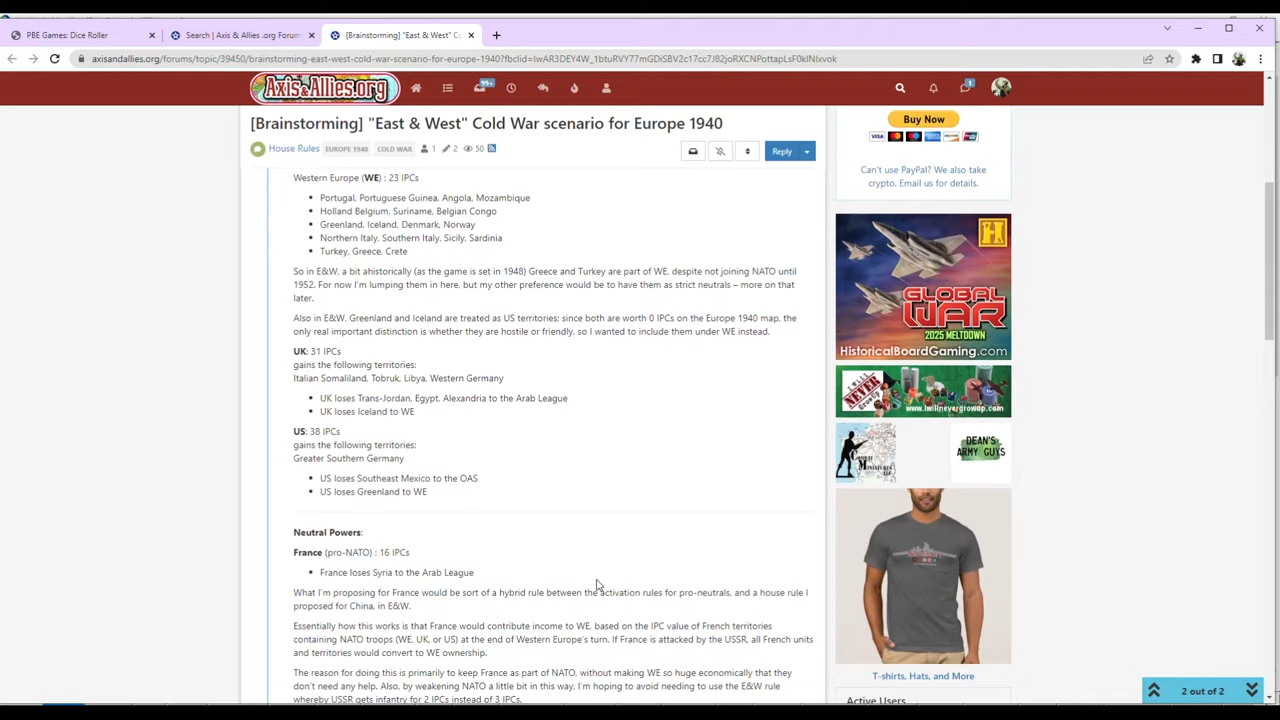 PBE Games: Dice Roller
Search | Axis & Allies .org Forum
[Brainstorming] "East & West" Co
axisandallies.org/forums/topic/39450/brainstorming-east-west-cold-war-scenario-for-europe-1940?fbclid=IwAR3DEY4W_1btuRVY77mGDiSBV2c17cc7J82joRXCNPottapLsF0klNIxvok
Axis&Allies.org
99+
1
[Brainstorming] "East & West" Cold War scenario for Europe 1940
House Rules EUROPE 1940 COLD WAR 1 2 50
Reply
Western Europe (WE) : 23 IPCs
• Portugal, Portuguese Guinea, Angola, Mozambique
• Holland Belgium, Suriname, Belgian Congo
• Greenland, Iceland, Denmark, Norway
• Northern Italy, Southern Italy, Sicily, Sardinia
• Turkey, Greece, Crete
So in E&W, a bit ahistorically (as the game is set in 1948) Greece and Turkey are part of WE, despite not joining NATO until
1952. For now I'm lumping them in here, but my other preference would be to have them as strict neutrals – more on that
later.
Also in E&W. Greenland and Iceland are treated as US territories; since both are worth 0 IPCs on the Europe 1940 map, the
only real important distinction is whether they are hostile or friendly, so I wanted to include them under WE instead.
UK: 31 IPCs
gains the following territories:
Italian Somaliland, Tobruk, Libya, Western Germany
• UK loses Trans-Jordan, Egypt, Alexandria to the Arab League
• UK loses Iceland to WE
US: 38 IPCs
gains the following territories:
Greater Southern Germany
• US loses Southeast Mexico to the OAS
• US loses Greenland to WE
Neutral Powers:
France (pro-NATO) : 16 IPCs
• France loses Syria to the Arab League
What I'm proposing for France would be sort of a hybrid rule between the activation rules for pro-neutrals, and a house rule I
proposed for China, in E&W.
Essentially how this works is that France would contribute income to WE, based on the IPC value of French territories
containing NATO troops (WE, UK, or US) at the end of Western Europe's turn. If France is attacked by the USSR, all French units
and territories would convert to WE ownership.
The reason for doing this is primarily to keep France as part of NATO, without making WE so huge economically that they
don't need any help. Also, by weakening NATO a little bit in this way, I'm hoping to avoid needing to use the E&W rule
whereby USSR gets infantry for 2 IPCs instead of 3 IPCs.
Buy Now
PayPal VISA DISCOVER
Can't use PayPal? We also take
crypto. Email us for details.
H
GLOBAL
WAR
2025 MELTDOWN
HistoricalBoardGaming.com
I WILL
NEVER
GROW UP
www.iwillnevergrowup.com
COMBAT
MINIATURES
DEAN'S
ARMY GUYS
T-shirts, Hats, and More
Active Users
2 out of 2